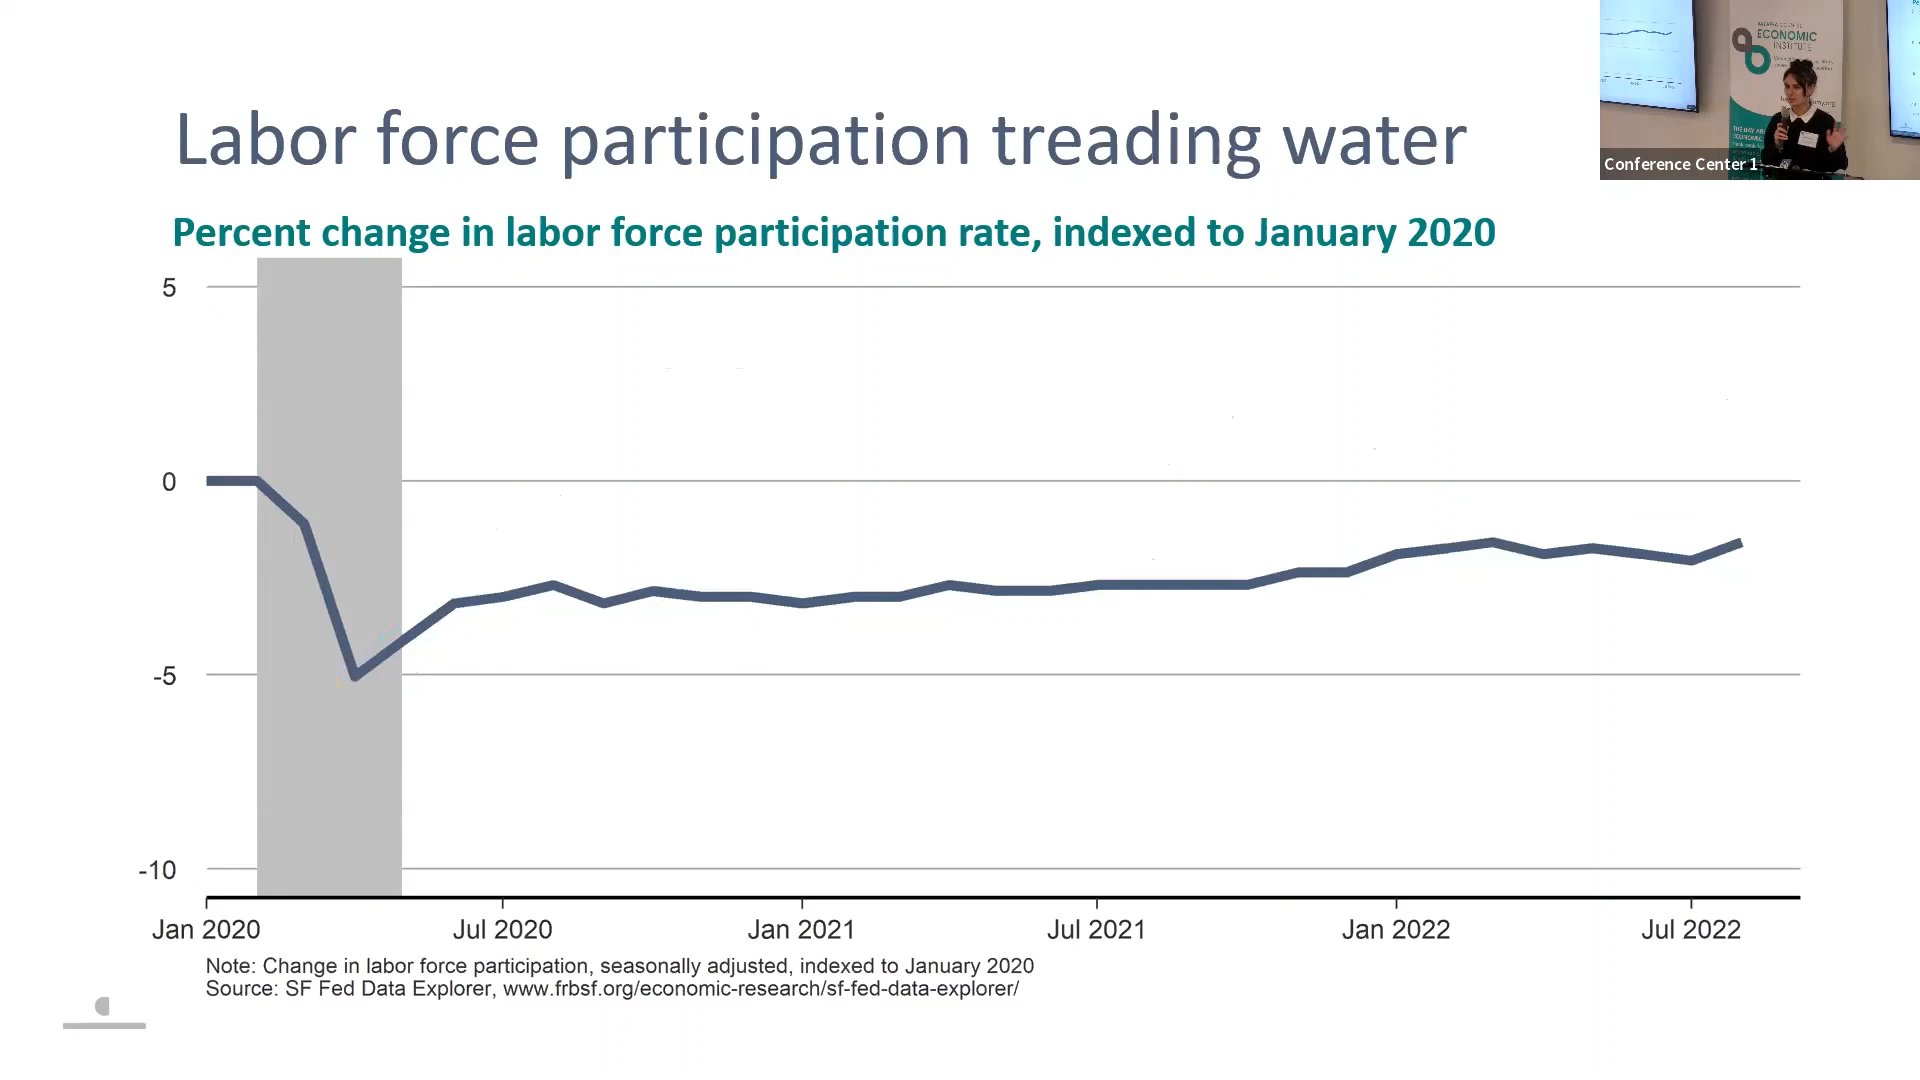 Labor force participation treading water
Percent change in labor force participation rate, indexed to January 2020
5
0
-5
-10
Jan 2020
Jul 2020
Jan 2021
Jul 2021
Jan 2022
Jul 2022
Note: Change in labor force participation, seasonally adjusted, indexed to January 2020
Source: SF Fed Data Explorer, www.frbsf.org/economic-research/sf-fed-data-explorer/
ECONOMIC
INSTITUTE
Conference Center 1